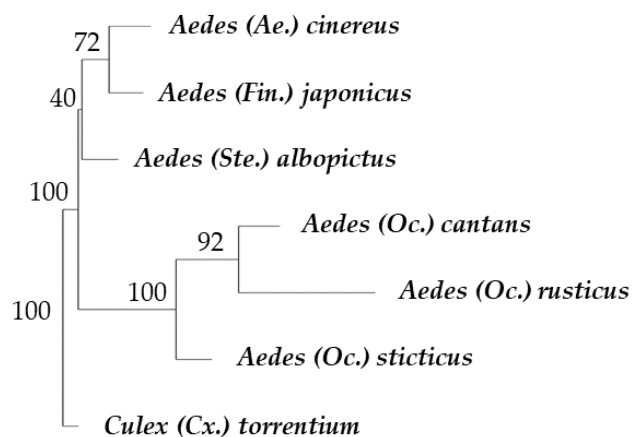 Aedes (Ae.) cinereus
72
Aedes (Fin.) japonicus
40
Aedes (Ste.) albopictus
100
Aedes (Oc.) cantans
92
Aedes (Oc.) rusticus
100
100
Aedes (Oc.) sticticus
Culex (Cx.) torrentium